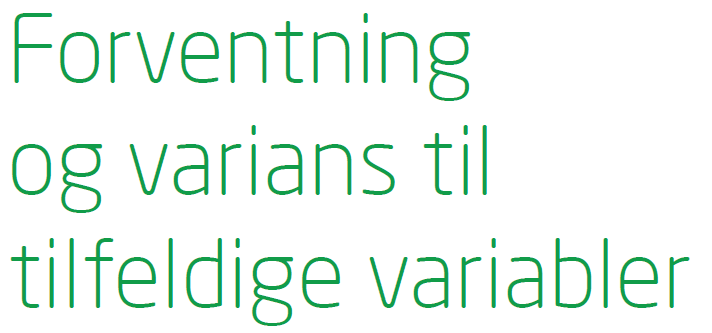 Forventning
og varians til
tilfeldige variabler